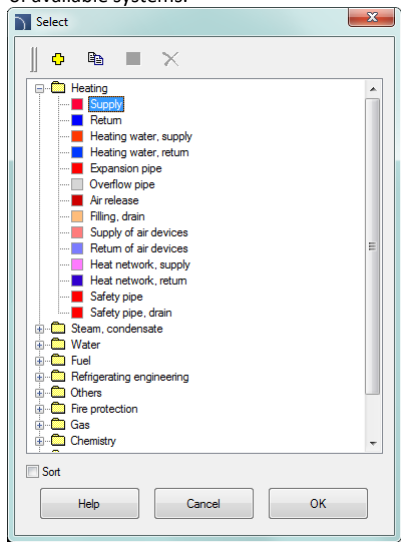 of available systems.
Select
Heating
Supply
Return
Heating water, supply
Heating water, return
Expansion pipe
Overflow pipe
Air release
Filling, drain
Supply of air devices
Return of air devices
Heat network, supply
Heat network, return
Safety pipe
Safety pipe, drain
Steam, condensate
Water
Fuel
Refrigerating engineering
Others
Fire protection
Gas
Chemistry
Sort
Help Cancel OK